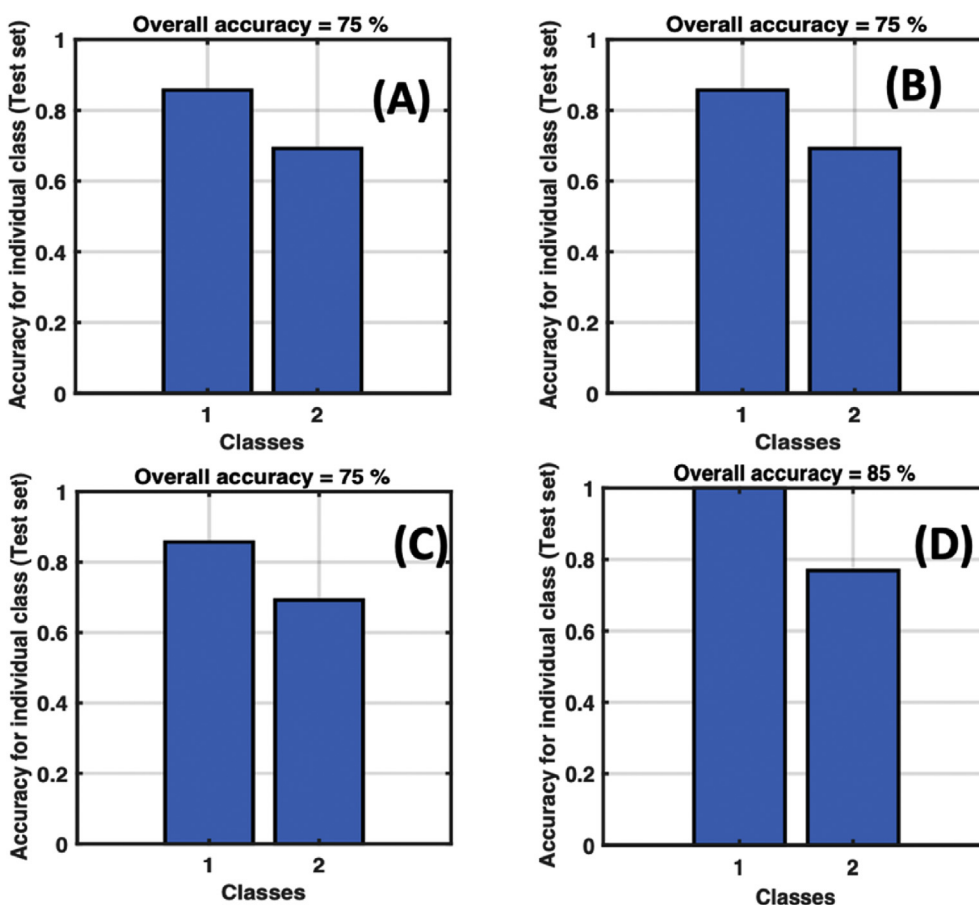 Overall accuracy = 75 %
Accuracy for individual class (Test set)
1
0.8
0.6
0.4
0.2
0
(A)
1 2
Classes
Overall accuracy = 75 %
Accuracy for individual class (Test set)
1
0.8
0.6
0.4
0.2
0
(B)
1 2
Classes
Overall accuracy = 75 %
Accuracy for individual class (Test set)
1
0.8
0.6
0.4
0.2
0
(C)
1 2
Classes
Overall accuracy = 85 %
Accuracy for individual class (Test set)
1
0.8
0.6
0.4
0.2
0
(D)
1 2
Classes